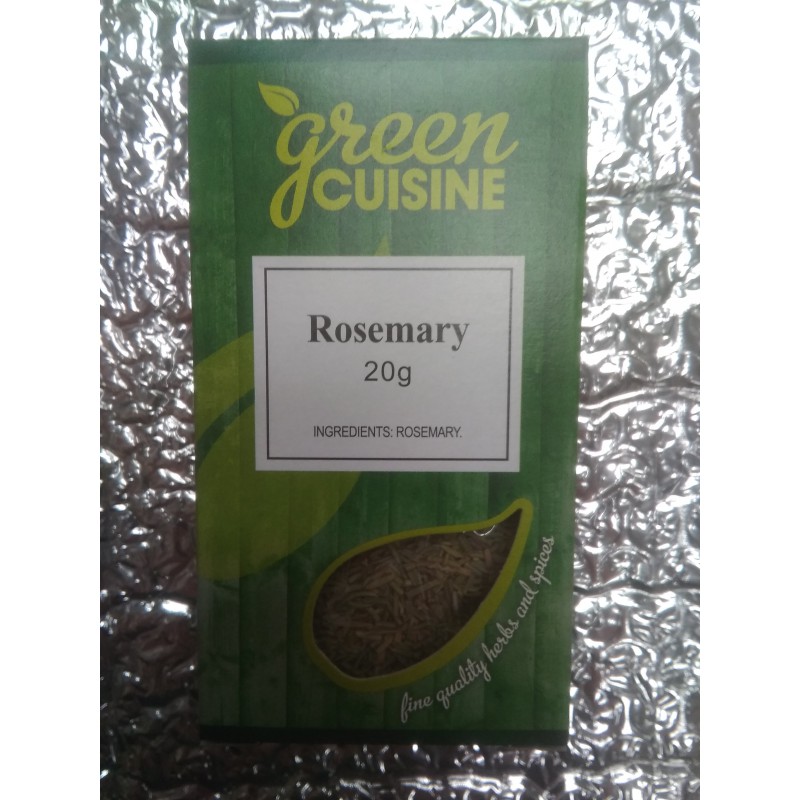 green
CUISINE
Rosemary
20g
INGREDIENTS: ROSEMARY.
fine quality herbs and spices